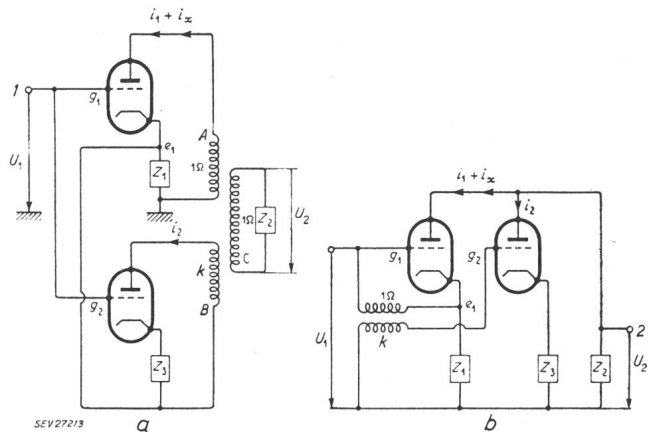 i₁ + iₓ
1
g₁
U₁
e₁
Z₁
A
1Ω
1Ω
Z₂
U₂
C
i₂
k
B
g₂
Z₃
SEV27213
a
i₁ + iₓ
i₂
g₁
g₂
1Ω
e₁
k
U₁
Z₁
Z₃
Z₂
2
U₂
b